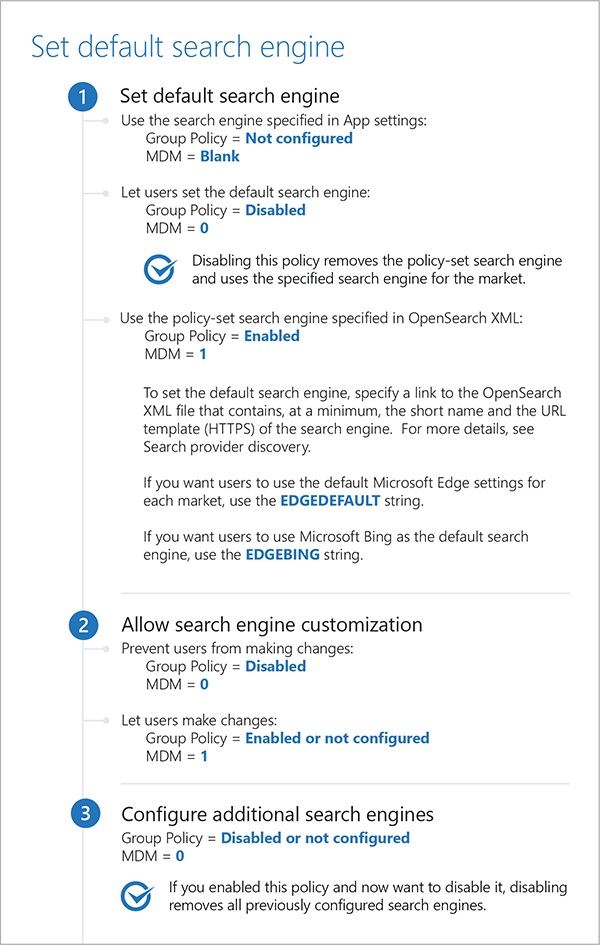 Set default search engine
1 Set default search engine
Use the search engine specified in App settings:
Group Policy = Not configured
MDM = Blank
Let users set the default search engine:
Group Policy = Disabled
MDM = 0
Disabling this policy removes the policy-set search engine
and uses the specified search engine for the market.
Use the policy-set search engine specified in OpenSearch XML:
Group Policy = Enabled
MDM = 1
To set the default search engine, specify a link to the OpenSearch
XML file that contains, at a minimum, the short name and the URL
template (HTTPS) of the search engine.  For more details, see
Search provider discovery.
If you want users to use the default Microsoft Edge settings for
each market, use the EDGEDEFAULT string.
If you want users to use Microsoft Bing as the default search
engine, use the EDGEBING string.
2 Allow search engine customization
Prevent users from making changes:
Group Policy = Disabled
MDM = 0
Let users make changes:
Group Policy = Enabled or not configured
MDM = 1
3 Configure additional search engines
Group Policy = Disabled or not configured
MDM = 0
If you enabled this policy and now want to disable it, disabling
removes all previously configured search engines.